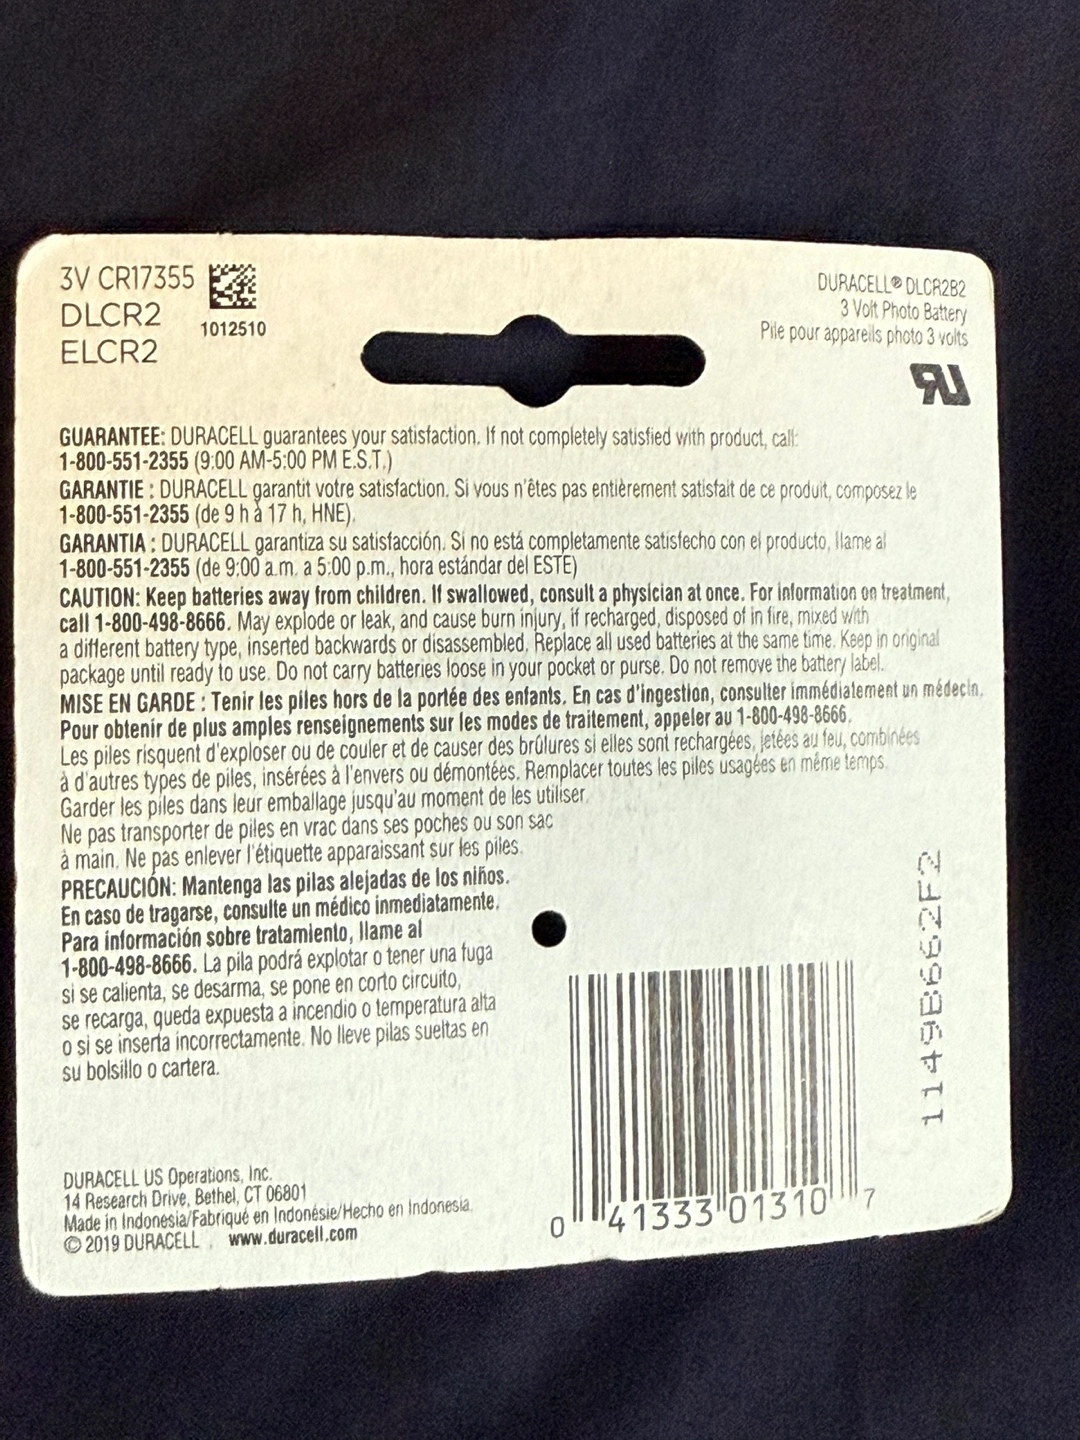 3V CR17355
DLCR2
ELCR2
1012510
DURACELL® DLCR2B2
3 Volt Photo Battery
Pile pour appareils photo 3 volts
GUARANTEE: DURACELL guarantees your satisfaction. If not completely satisfied with product, call:
1-800-551-2355 (9:00 AM-5:00 PM E.S.T.)
GARANTIE : DURACELL garantit votre satisfaction. Si vous n'êtes pas entièrement satisfait de ce produit, composez le
1-800-551-2355 (de 9 h à 17 h, HNE).
GARANTIA : DURACELL garantiza su satisfacción. Si no está completamente satisfecho con el producto, llame al
1-800-551-2355 (de 9:00 a.m. a 5:00 p.m., hora estándar del ESTE)
CAUTION: Keep batteries away from children. If swallowed, consult a physician at once. For information on treatment,
call 1-800-498-8666. May explode or leak, and cause burn injury, if recharged, disposed of in fire, mixed with
a different battery type, inserted backwards or disassembled. Replace all used batteries at the same time. Keep in original
package until ready to use. Do not carry batteries loose in your pocket or purse. Do not remove the battery label.
MISE EN GARDE : Tenir les piles hors de la portée des enfants. En cas d'ingestion, consulter immédiatement un médecin.
Pour obtenir de plus amples renseignements sur les modes de traitement, appeler au 1-800-498-8666.
Les piles risquent d'exploser ou de couler et de causer des brûlures si elles sont rechargées, jetées au feu, combinées
à d'autres types de piles, insérées à l'envers ou démontées. Remplacer toutes les piles usagées en même temps.
Garder les piles dans leur emballage jusqu'au moment de les utiliser.
Ne pas transporter de piles en vrac dans ses poches ou son sac
à main. Ne pas enlever l'étiquette apparaissant sur les piles.
PRECAUCIÓN: Mantenga las pilas alejadas de los niños.
En caso de tragarse, consulte un médico inmediatamente.
Para información sobre tratamiento, llame al
1-800-498-8666. La pila podrá explotar o tener una fuga
si se calienta, se desarma, se pone en corto circuito,
se recarga, queda expuesta a incendio o temperatura alta
o si se inserta incorrectamente. No lleve pilas sueltas en
su bolsillo o cartera.
DURACELL US Operations, Inc.
14 Research Drive, Bethel, CT 06801
Made in Indonesia/Fabriqué en Indonésie/Hecho en Indonesia
© 2019 DURACELL . www.duracell.com
0 41333 01310 7
1149B662F2